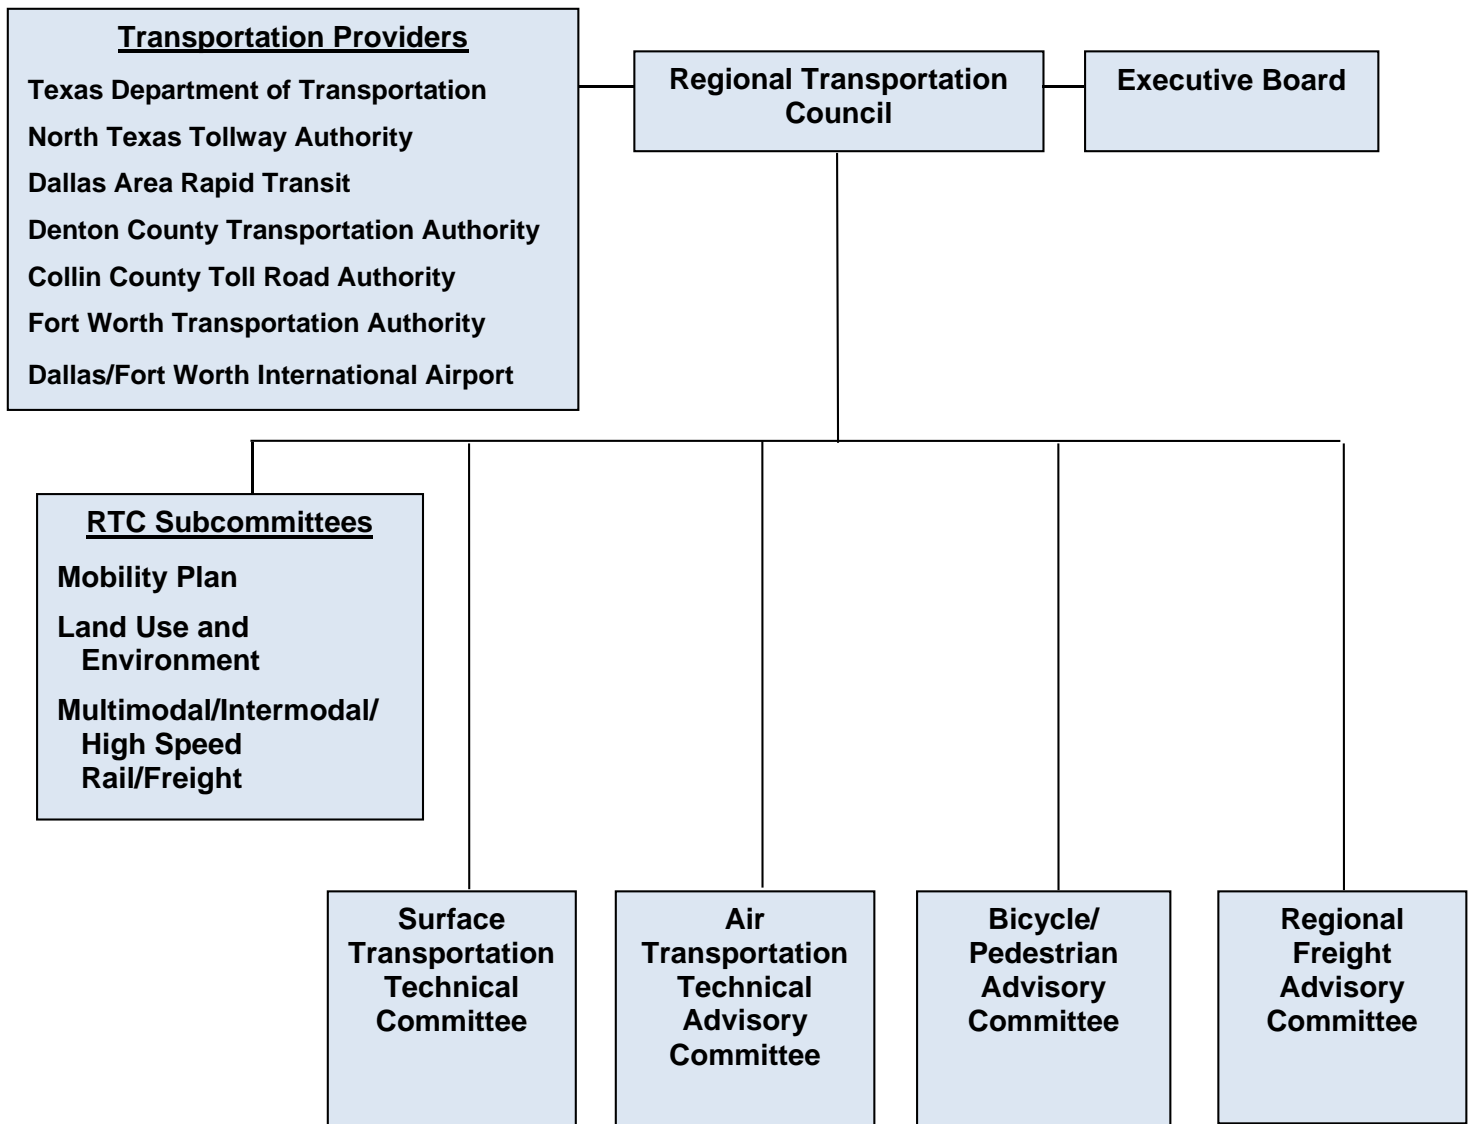 Transportation Providers
Texas Department of Transportation
North Texas Tollway Authority
Dallas Area Rapid Transit
Denton County Transportation Authority
Collin County Toll Road Authority
Fort Worth Transportation Authority
Dallas/Fort Worth International Airport
Regional Transportation
Council
Executive Board
RTC Subcommittees
Mobility Plan
Land Use and
Environment
Multimodal/Intermodal/
High Speed
Rail/Freight
Surface
Transportation
Technical
Committee
Air
Transportation
Technical
Advisory
Committee
Bicycle/
Pedestrian
Advisory
Committee
Regional
Freight
Advisory
Committee